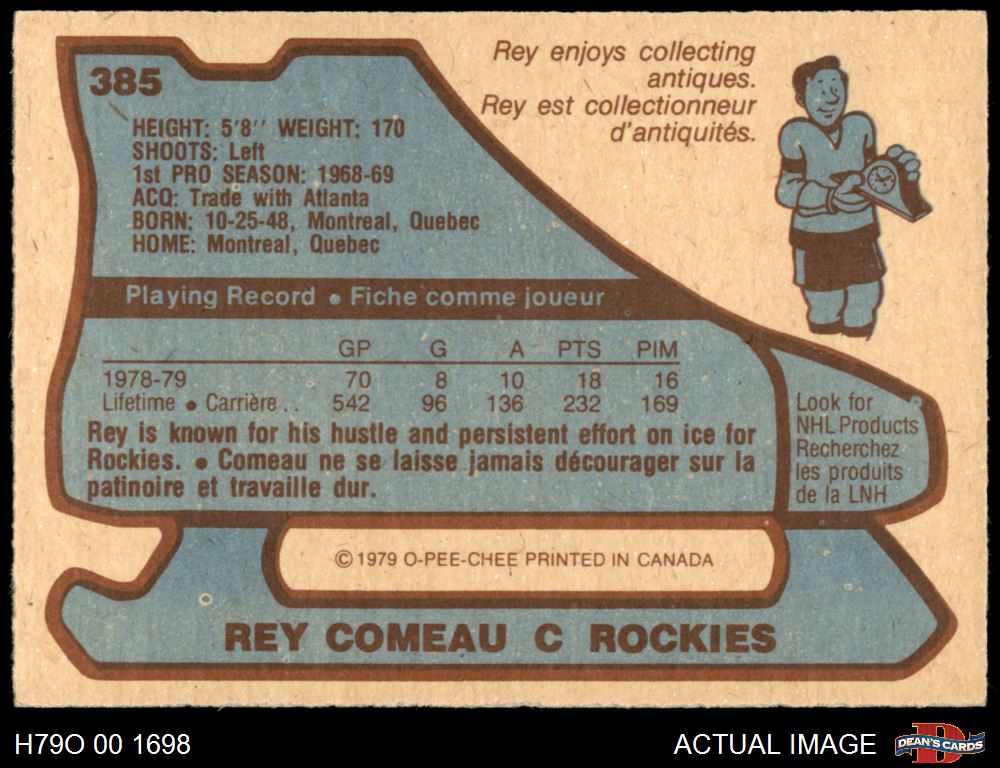 385
Rey enjoys collecting
antiques.
Rey est collectionneur
d'antiquités.
HEIGHT: 5'8'' WEIGHT: 170
SHOOTS: Left
1st PRO SEASON: 1968-69
ACQ: Trade with Atlanta
BORN: 10-25-48, Montreal, Quebec
HOME: Montreal, Quebec
Playing Record • Fiche comme joueur
GP G A PTS PIM
1978-79 70 8 10 18 16
Lifetime • Carrière . . 542 96 136 232 169
Rey is known for his hustle and persistent effort on ice for
Rockies. • Comeau ne se laisse jamais décourager sur la
patinoire et travaille dur.
Look for
NHL Products
Recherchez
les produits
de la LNH
© 1979 O-PEE-CHEE PRINTED IN CANADA
REY COMEAU C ROCKIES
H79O 00 1698
ACTUAL IMAGE
D
DEAN'S CARDS